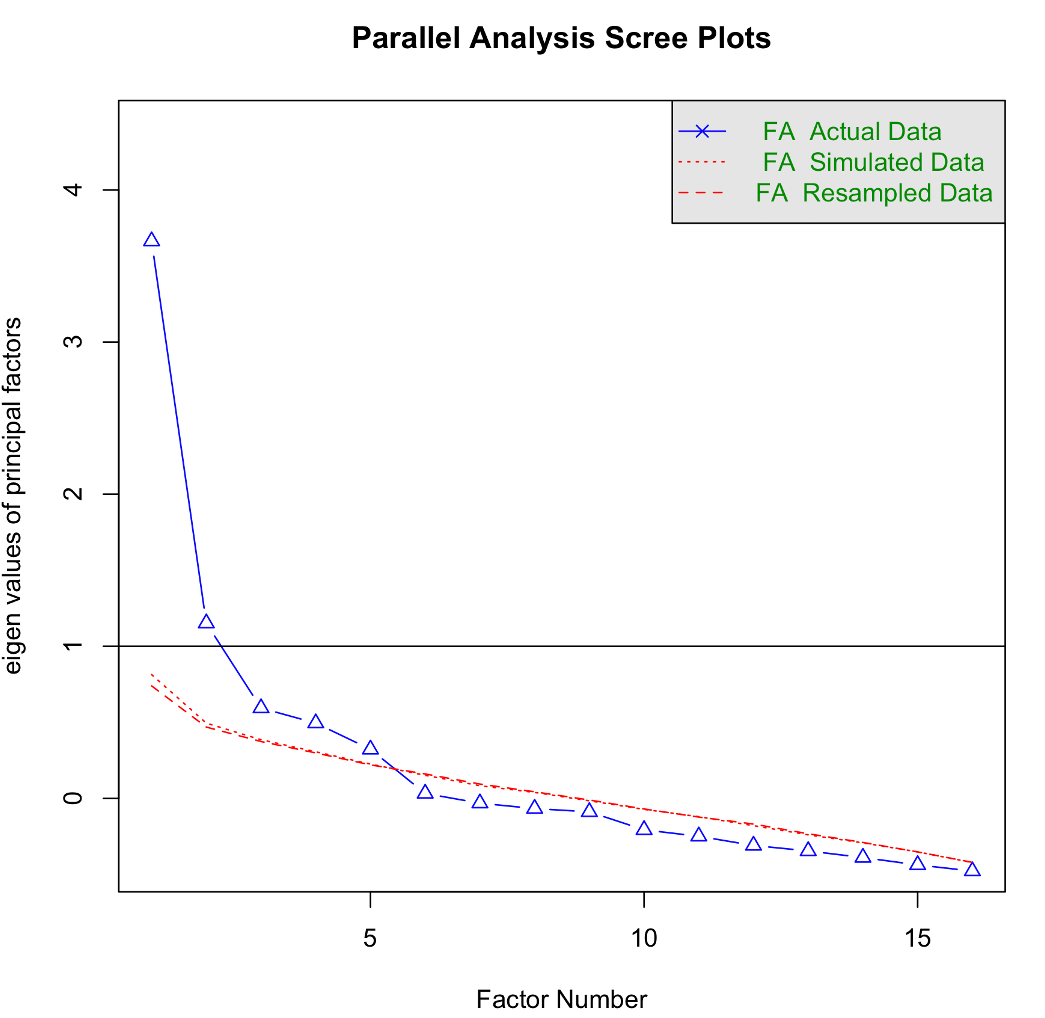 Parallel Analysis Scree Plots
FA Actual Data
FA Simulated Data
FA Resampled Data
eigen values of principal factors
4
3
2
1
0
5
10
15
Factor Number